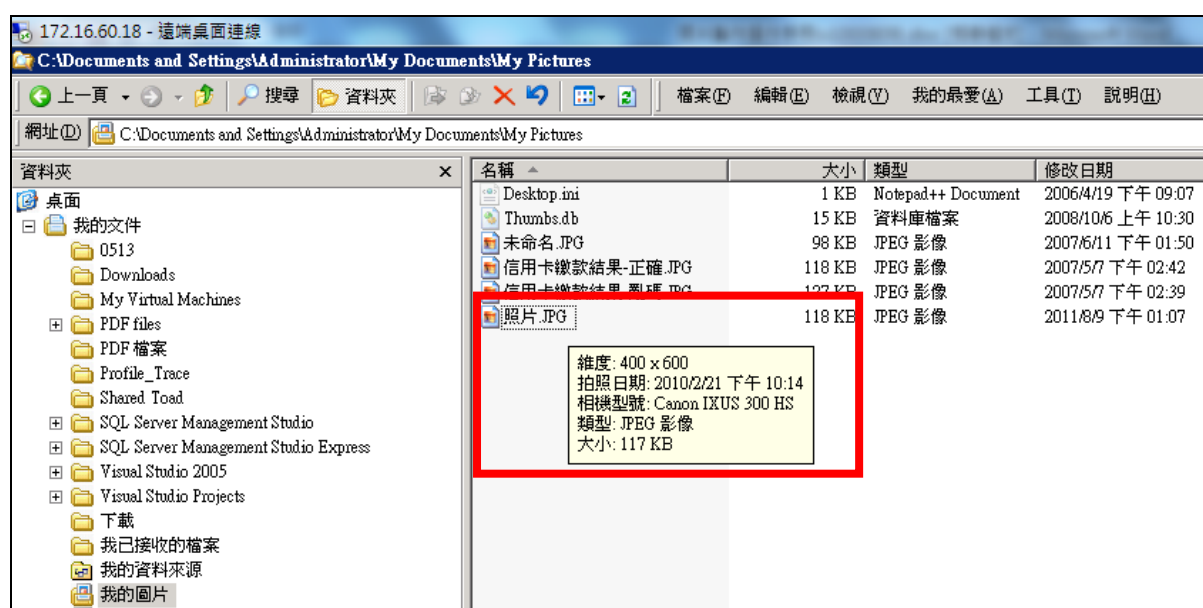 172.16.60.18 - 遠端桌面連線
C:\Documents and Settings\Administrator\My Documents\My Pictures
上一頁 搜尋 資料夾 檔案(F) 編輯(E) 檢視(V) 我的最愛(A) 工具(T) 說明(H)
網址(D) C:\Documents and Settings\Administrator\My Documents\My Pictures
資料夾 x 名稱 大小 類型 修改日期
桌面
我的文件
0513
Downloads
My Virtual Machines
PDF files
PDF 檔案
Profile_Trace
Shared Toad
SQL Server Management Studio
SQL Server Management Studio Express
Visual Studio 2005
Visual Studio Projects
下載
我已接收的檔案
我的資料來源
我的圖片
Desktop.ini 1 KB Notepad++ Document 2006/4/19 下午 09:07
Thumbs.db 15 KB 資料庫檔案 2008/10/6 上午 10:30
未命名.JPG 98 KB JPEG 影像 2007/6/11 下午 01:50
信用卡繳款結果-正確.JPG 118 KB JPEG 影像 2007/5/7 下午 02:42
信用卡繳款結果-亂碼.JPG 127 KB JPEG 影像 2007/5/7 下午 02:39
照片.JPG 118 KB JPEG 影像 2011/8/9 下午 01:07
維度: 400 x 600
拍照日期: 2010/2/21 下午 10:14
相機型號: Canon IXUS 300 HS
類型: JPEG 影像
大小: 117 KB